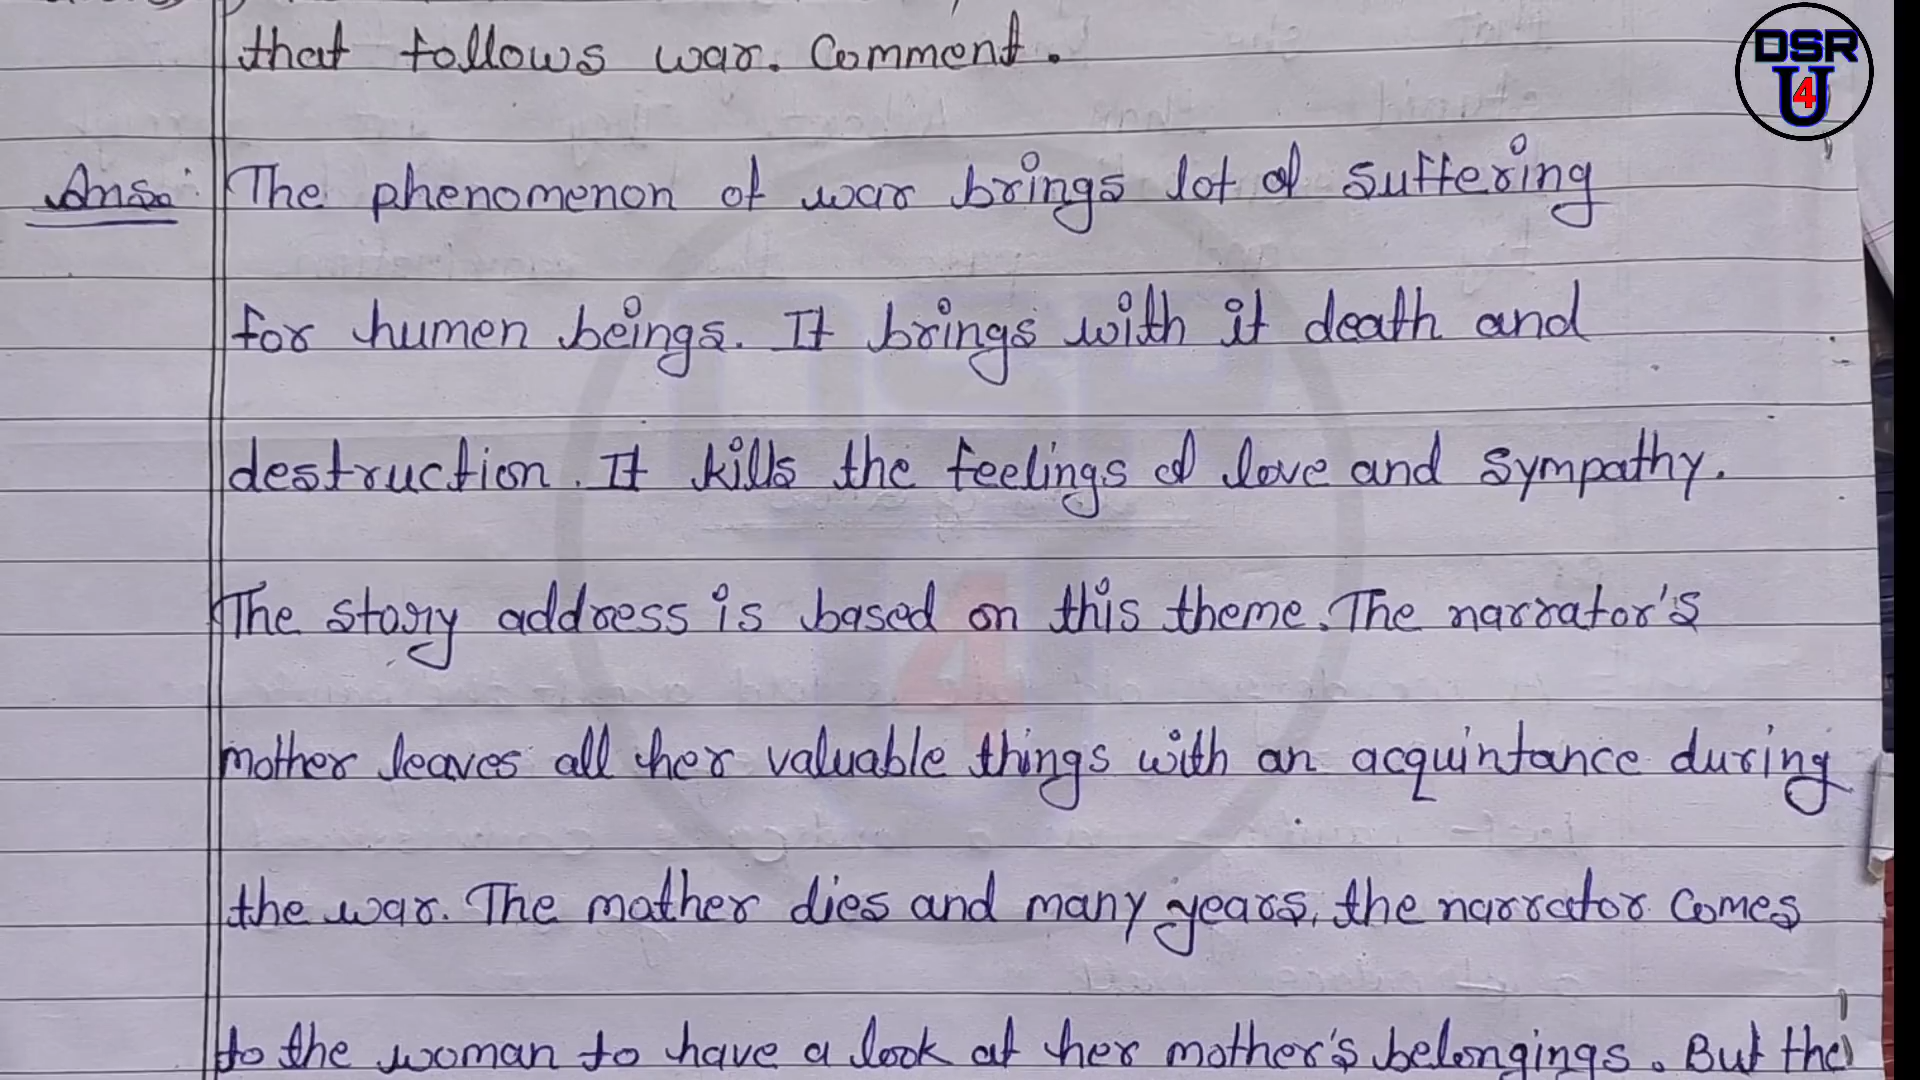 that follows war. Comment.
DSR
U
4
Ans: The phenomenon of war brings lot of suffering
for humen beings. It brings with it death and
destruction. It kills the feelings of love and sympathy.
The story address is based on this theme. The narrator's
mother leaves all her valuable things with an acquintance during
the war. The mather dies and many years, the narrator comes
to the woman to have a look at her mother's belongings. But the